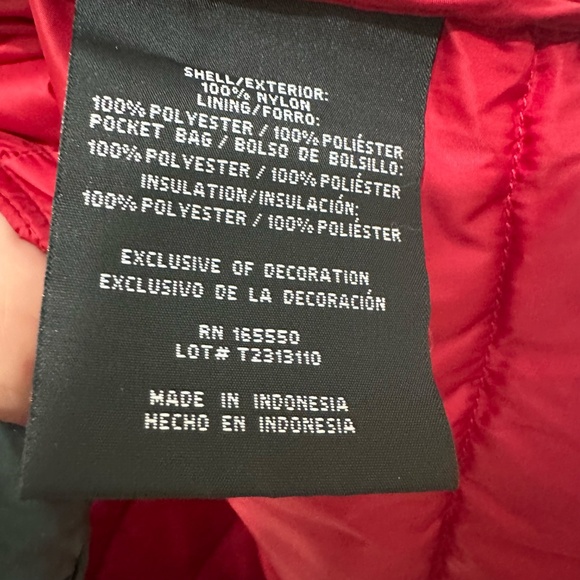 SHELL/EXTERIOR:
100% NYLON
LINING/FORRO:
100% POLYESTER / 100% POLIÉSTER
POCKET BAG / BOLSO DE BOLSILLO:
100% POLYESTER / 100% POLIÉSTER
INSULATION/INSULACIÓN:
100% POLYESTER / 100% POLIÉSTER
EXCLUSIVE OF DECORATION
EXCLUSIVO DE LA DECORACIÓN
RN 165550
LOT# T2313110
MADE IN INDONESIA
HECHO EN INDONESIA